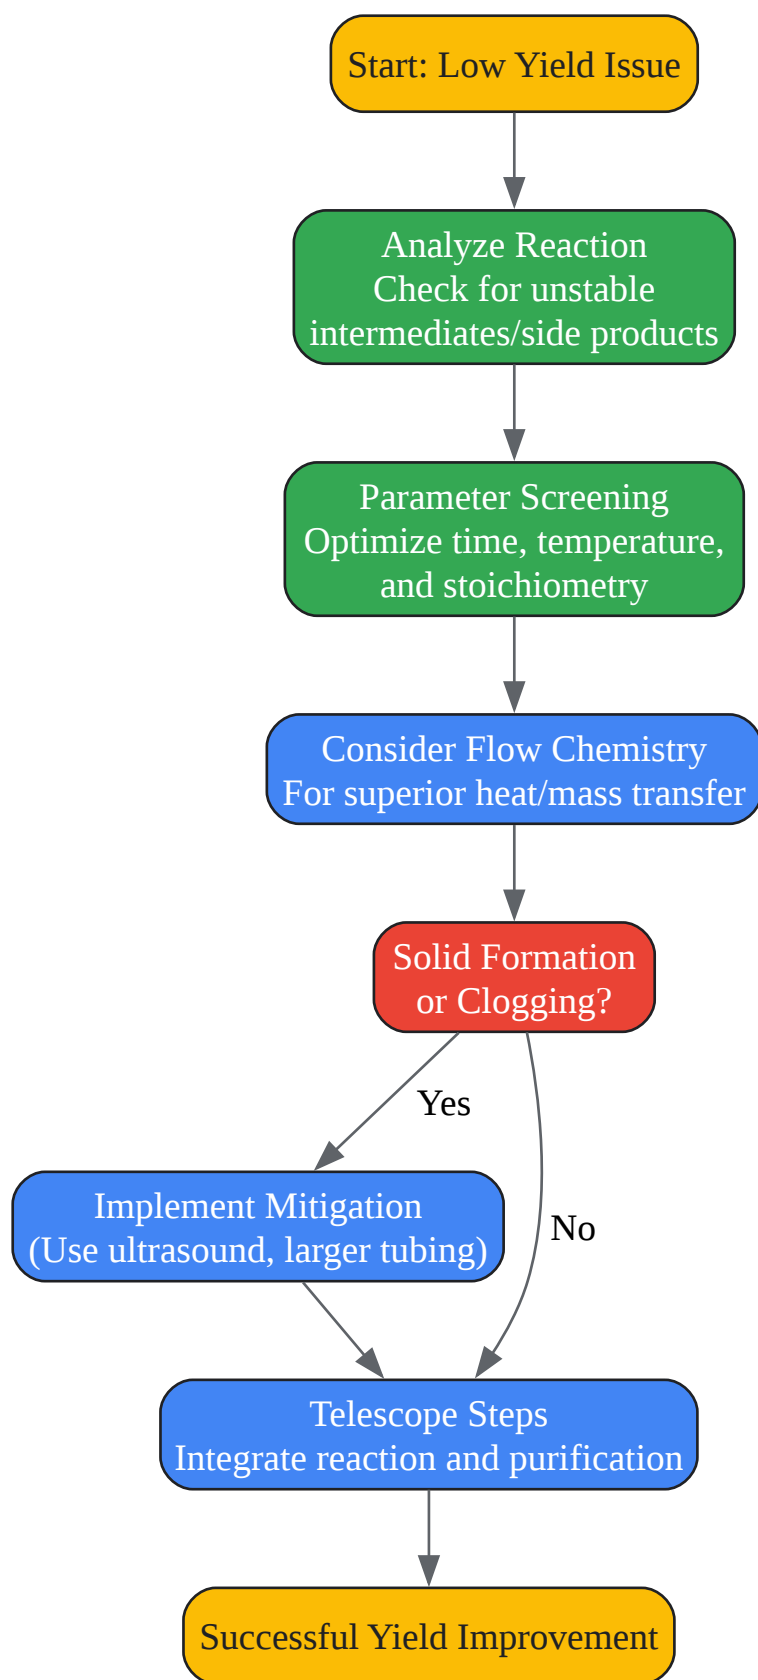 Start: Low Yield Issue
Analyze Reaction
Check for unstable
intermediates/side products
Parameter Screening
Optimize time, temperature,
and stoichiometry
Consider Flow Chemistry
For superior heat/mass transfer
Solid Formation
or Clogging?
Yes
Implement Mitigation
(Use ultrasound, larger tubing)
No
Telescope Steps
Integrate reaction and purification
Successful Yield Improvement